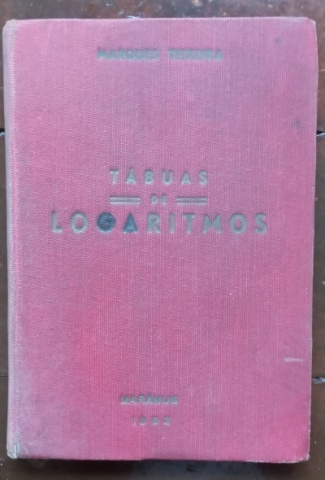 MARQUES TEIXEIRA
TÁBUAS
DE
LOGARITMOS
MARÂNUS